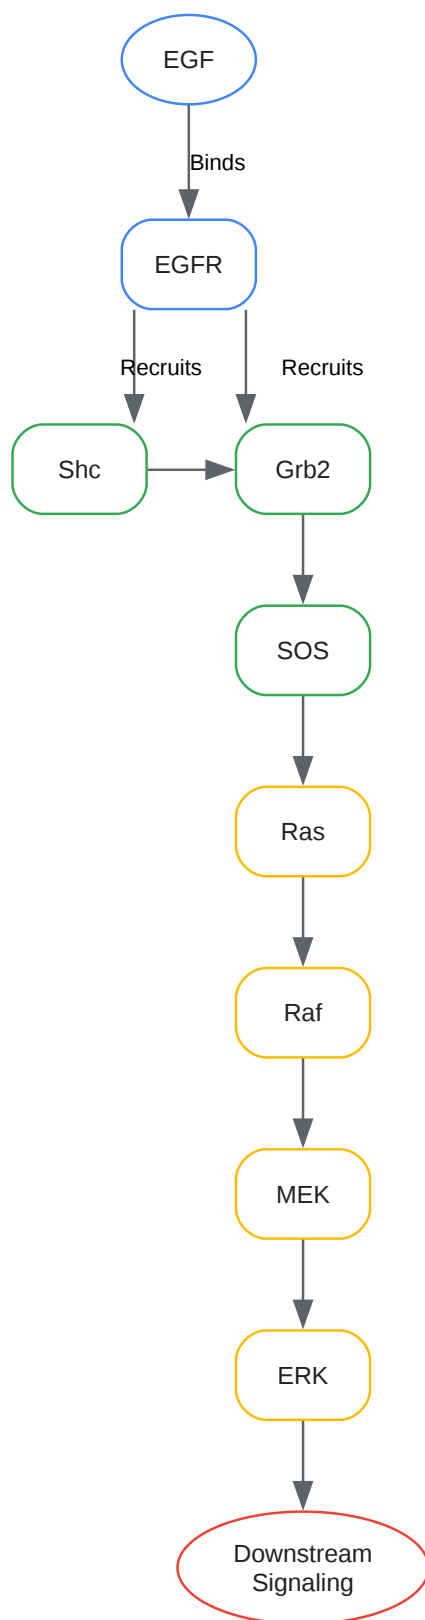 EGF
Binds
EGFR
Recruits
Recruits
Shc
Grb2
SOS
Ras
Raf
MEK
ERK
Downstream
Signaling